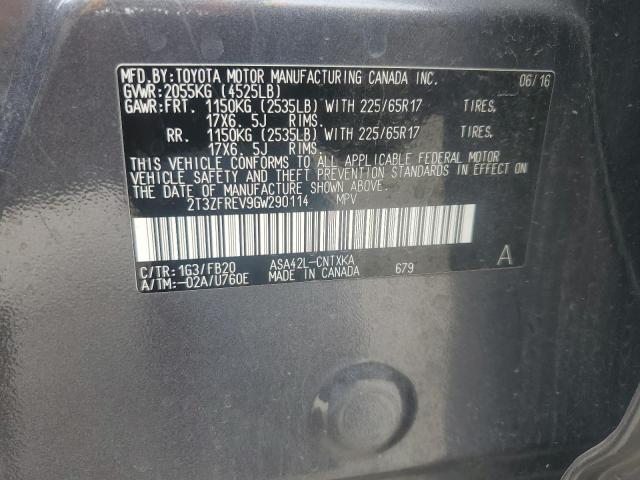 MFD.BY:TOYOTA MOTOR MANUFACTURING CANADA INC. 06/16
GVWR:2055KG (4525LB)
GAWR:FRT. 1150KG (2535LB) WITH 225/65R17 TIRES,
17X6. 5J RIMS.
RR. 1150KG (2535LB) WITH 225/65R17 TIRES,
17X6. 5J RIMS.
THIS VEHICLE CONFORMS TO ALL APPLICABLE FEDERAL MOTOR
VEHICLE SAFETY AND THEFT PREVENTION STANDARDS IN EFFECT ON
THE DATE OF MANUFACTURE SHOWN ABOVE.
2T3ZFREV9GW290114 MPV
C/TR:1G3/FB20 ASA42L-CNTXKA A
A/TM:-02A/U760E MADE IN CANADA 679